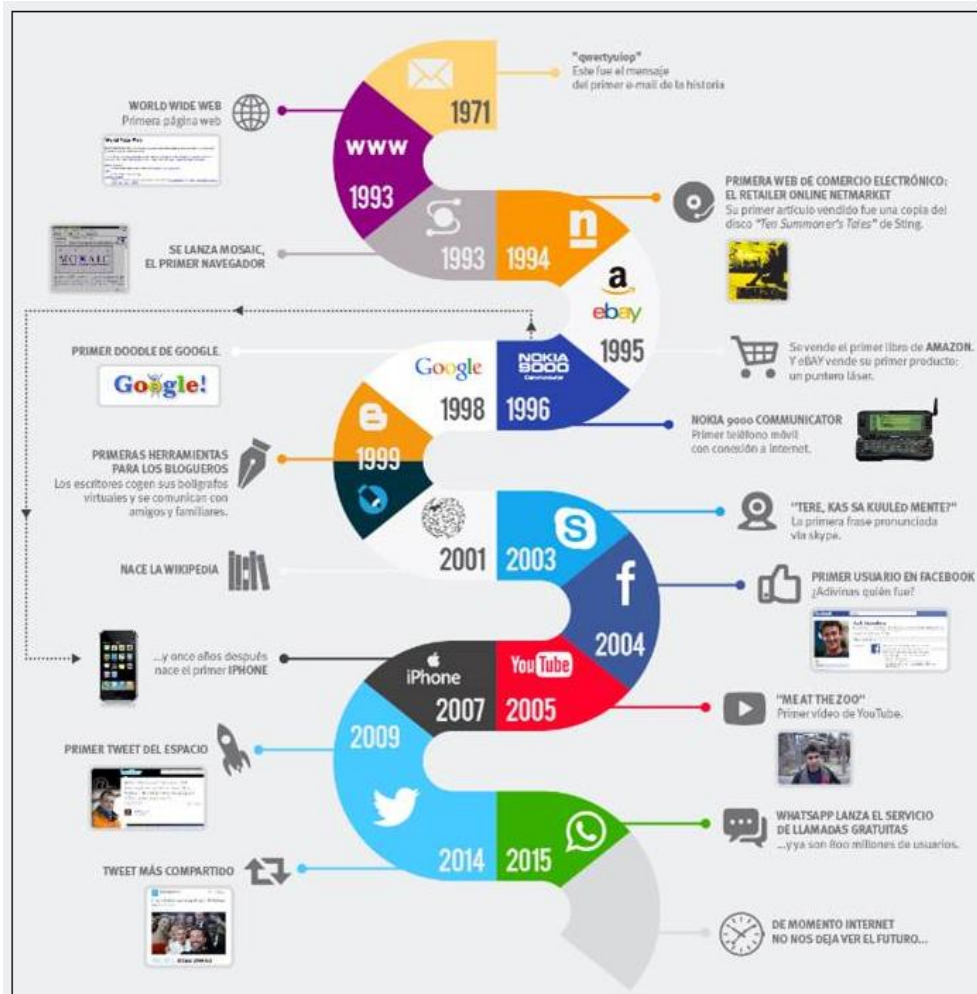 "qwertyuiop"
Este fue el mensaje
del primer e-mail de la historia
1971
WORLD WIDE WEB
Primera página web
www
1993
PRIMERA WEB DE COMERCIO ELECTRÓNICO:
EL RETAILER ONLINE NETMARKET
Su primer artículo vendido fue una copia del
disco "Ten Summoner's Tales" de Sting.
n
1994
SE LANZA MOSAIC,
EL PRIMER NAVEGADOR
MOSAIC
1993
a
ebay
1995
Se vende el primer libro de AMAZON.
Y eBAY vende su primer producto:
un puntero láser.
PRIMER DOODLE DE GOOGLE.
Google!
Google
1998
NOKIA
9000
Communicator
1996
NOKIA 9000 COMMUNICATOR
Primer teléfono móvil
con conexión a Internet.
PRIMERAS HERRAMIENTAS
PARA LOS BLOGUEROS
Los escritores cogen sus bolígrafos
virtuales y se comunican con
amigos y familiares.
1999
"TERE, KAS SA KUULED MENTE?"
La primera frase pronunciada
vía skype.
S
2003
NACE LA WIKIPEDIA
2001
PRIMER USUARIO EN FACEBOOK
¿Adivinas quién fue?
f
2004
...y once años después
nace el primer IPHONE
iPhone
2007
YouTube
2005
"ME AT THE ZOO"
Primer vídeo de YouTube.
PRIMER TWEET DEL ESPACIO
2009
WHATSAPP LANZA EL SERVICIO
DE LLAMADAS GRATUITAS
...y ya son 800 millones de usuarios.
2015
TWEET MÁS COMPARTIDO
2014
DE MOMENTO INTERNET
NO NOS DEJA VER EL FUTURO...